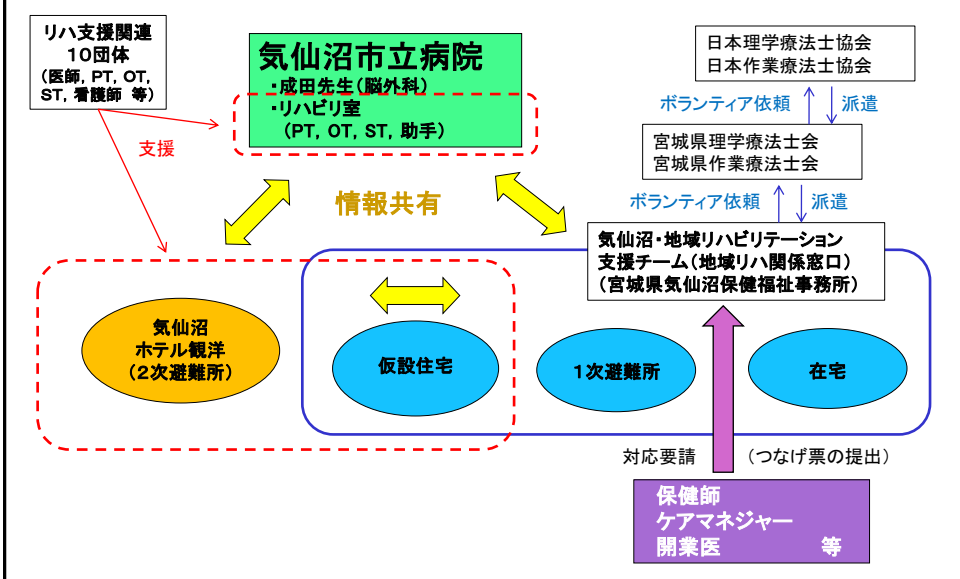 リハ支援関連
10団体
(医師, PT, OT,
ST, 看護師 等)
気仙沼市立病院
・成田先生(脳外科)
・リハビリ室
(PT, OT, ST, 助手)
日本理学療法士協会
日本作業療法士協会
ボランティア依頼
派遣
宮城県理学療法士会
宮城県作業療法士会
支援
情報共有
ボランティア依頼
派遣
気仙沼・地域リハビリテーション
支援チーム(地域リハ関係窓口)
(宮城県気仙沼保健福祉事務所)
気仙沼
ホテル観洋
(2次避難所)
仮設住宅
1次避難所
在宅
対応要請 (つなげ票の提出)
保健師
ケアマネジャー
開業医 等